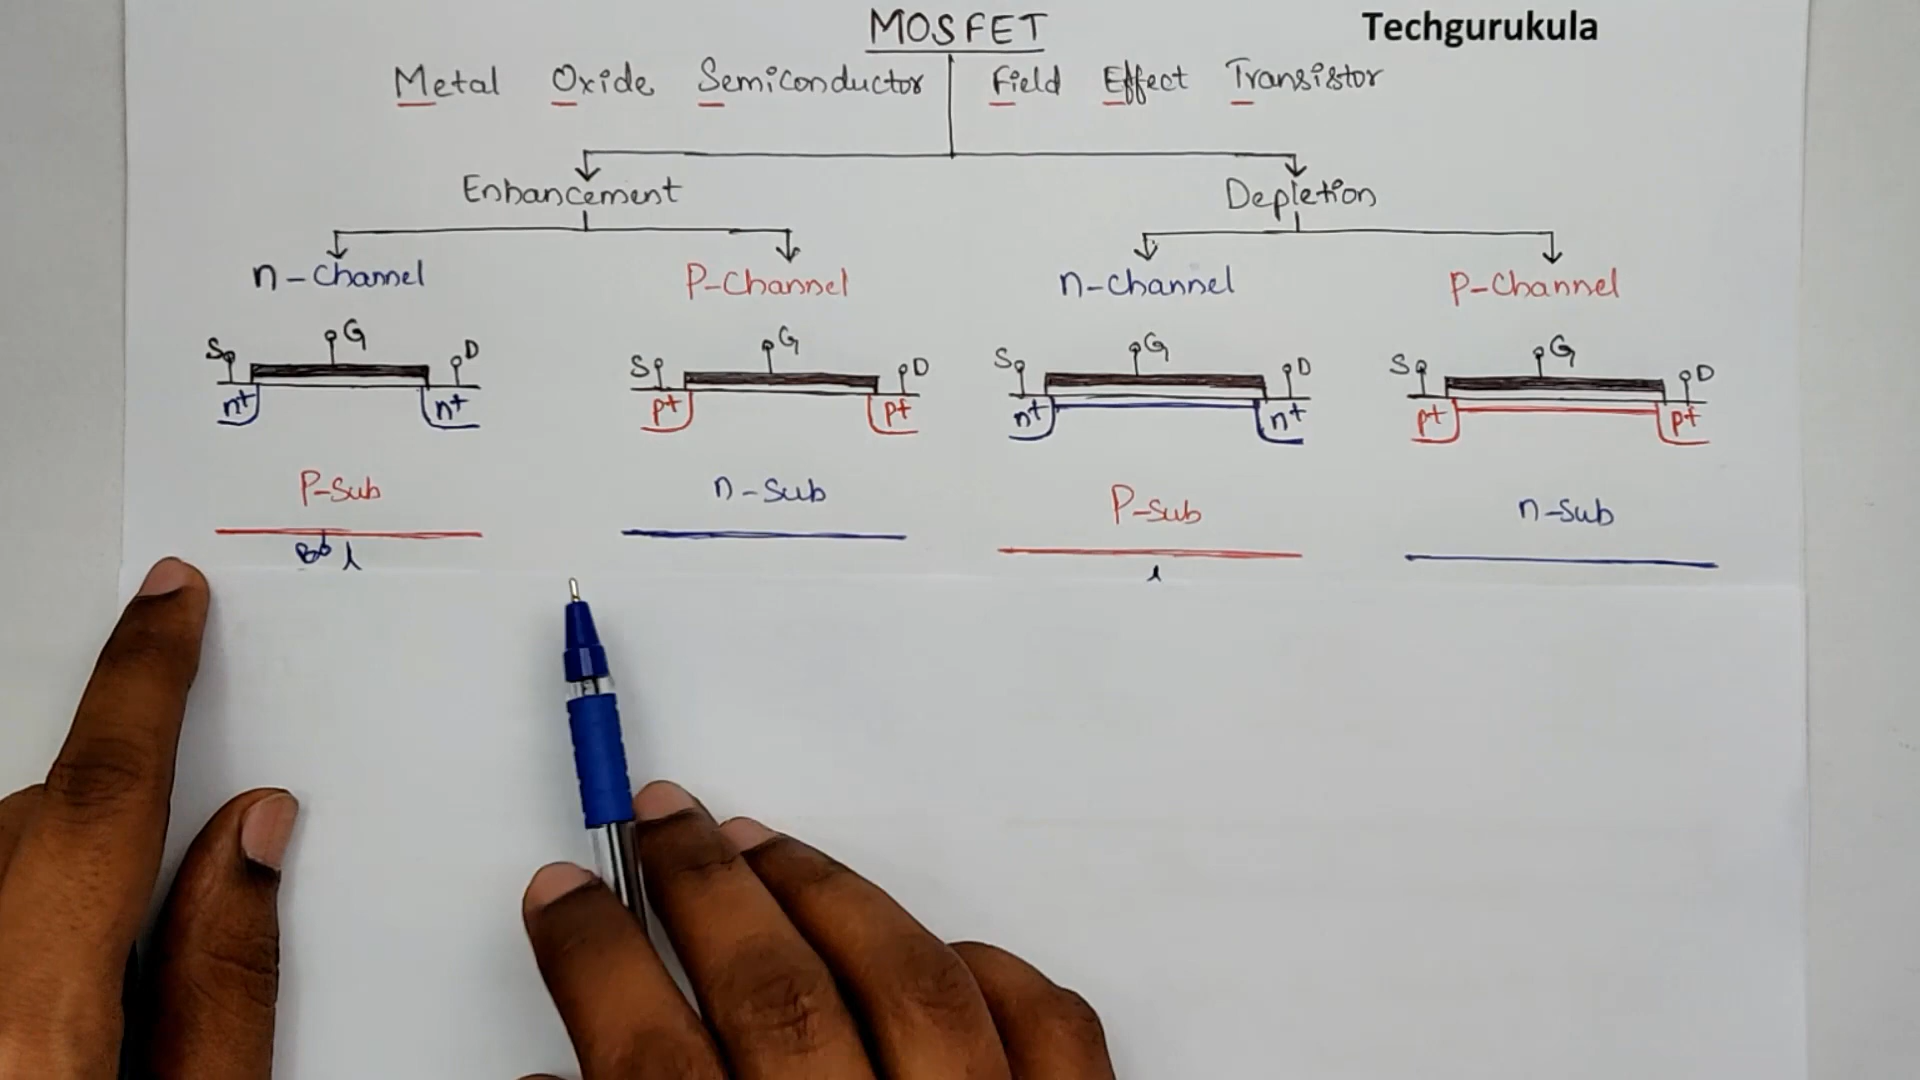 MOSFET
Techgurukula
Metal Oxide Semiconductor Field Effect Transistor
Enhancement
Depletion
n-Channel
P-Channel
n-Channel
P-Channel
S G D
S G D
S G D
S G D
n+ n+
p+ p+
n+ n+
p+ p+
P-Sub
n-Sub
P-Sub
n-Sub
B